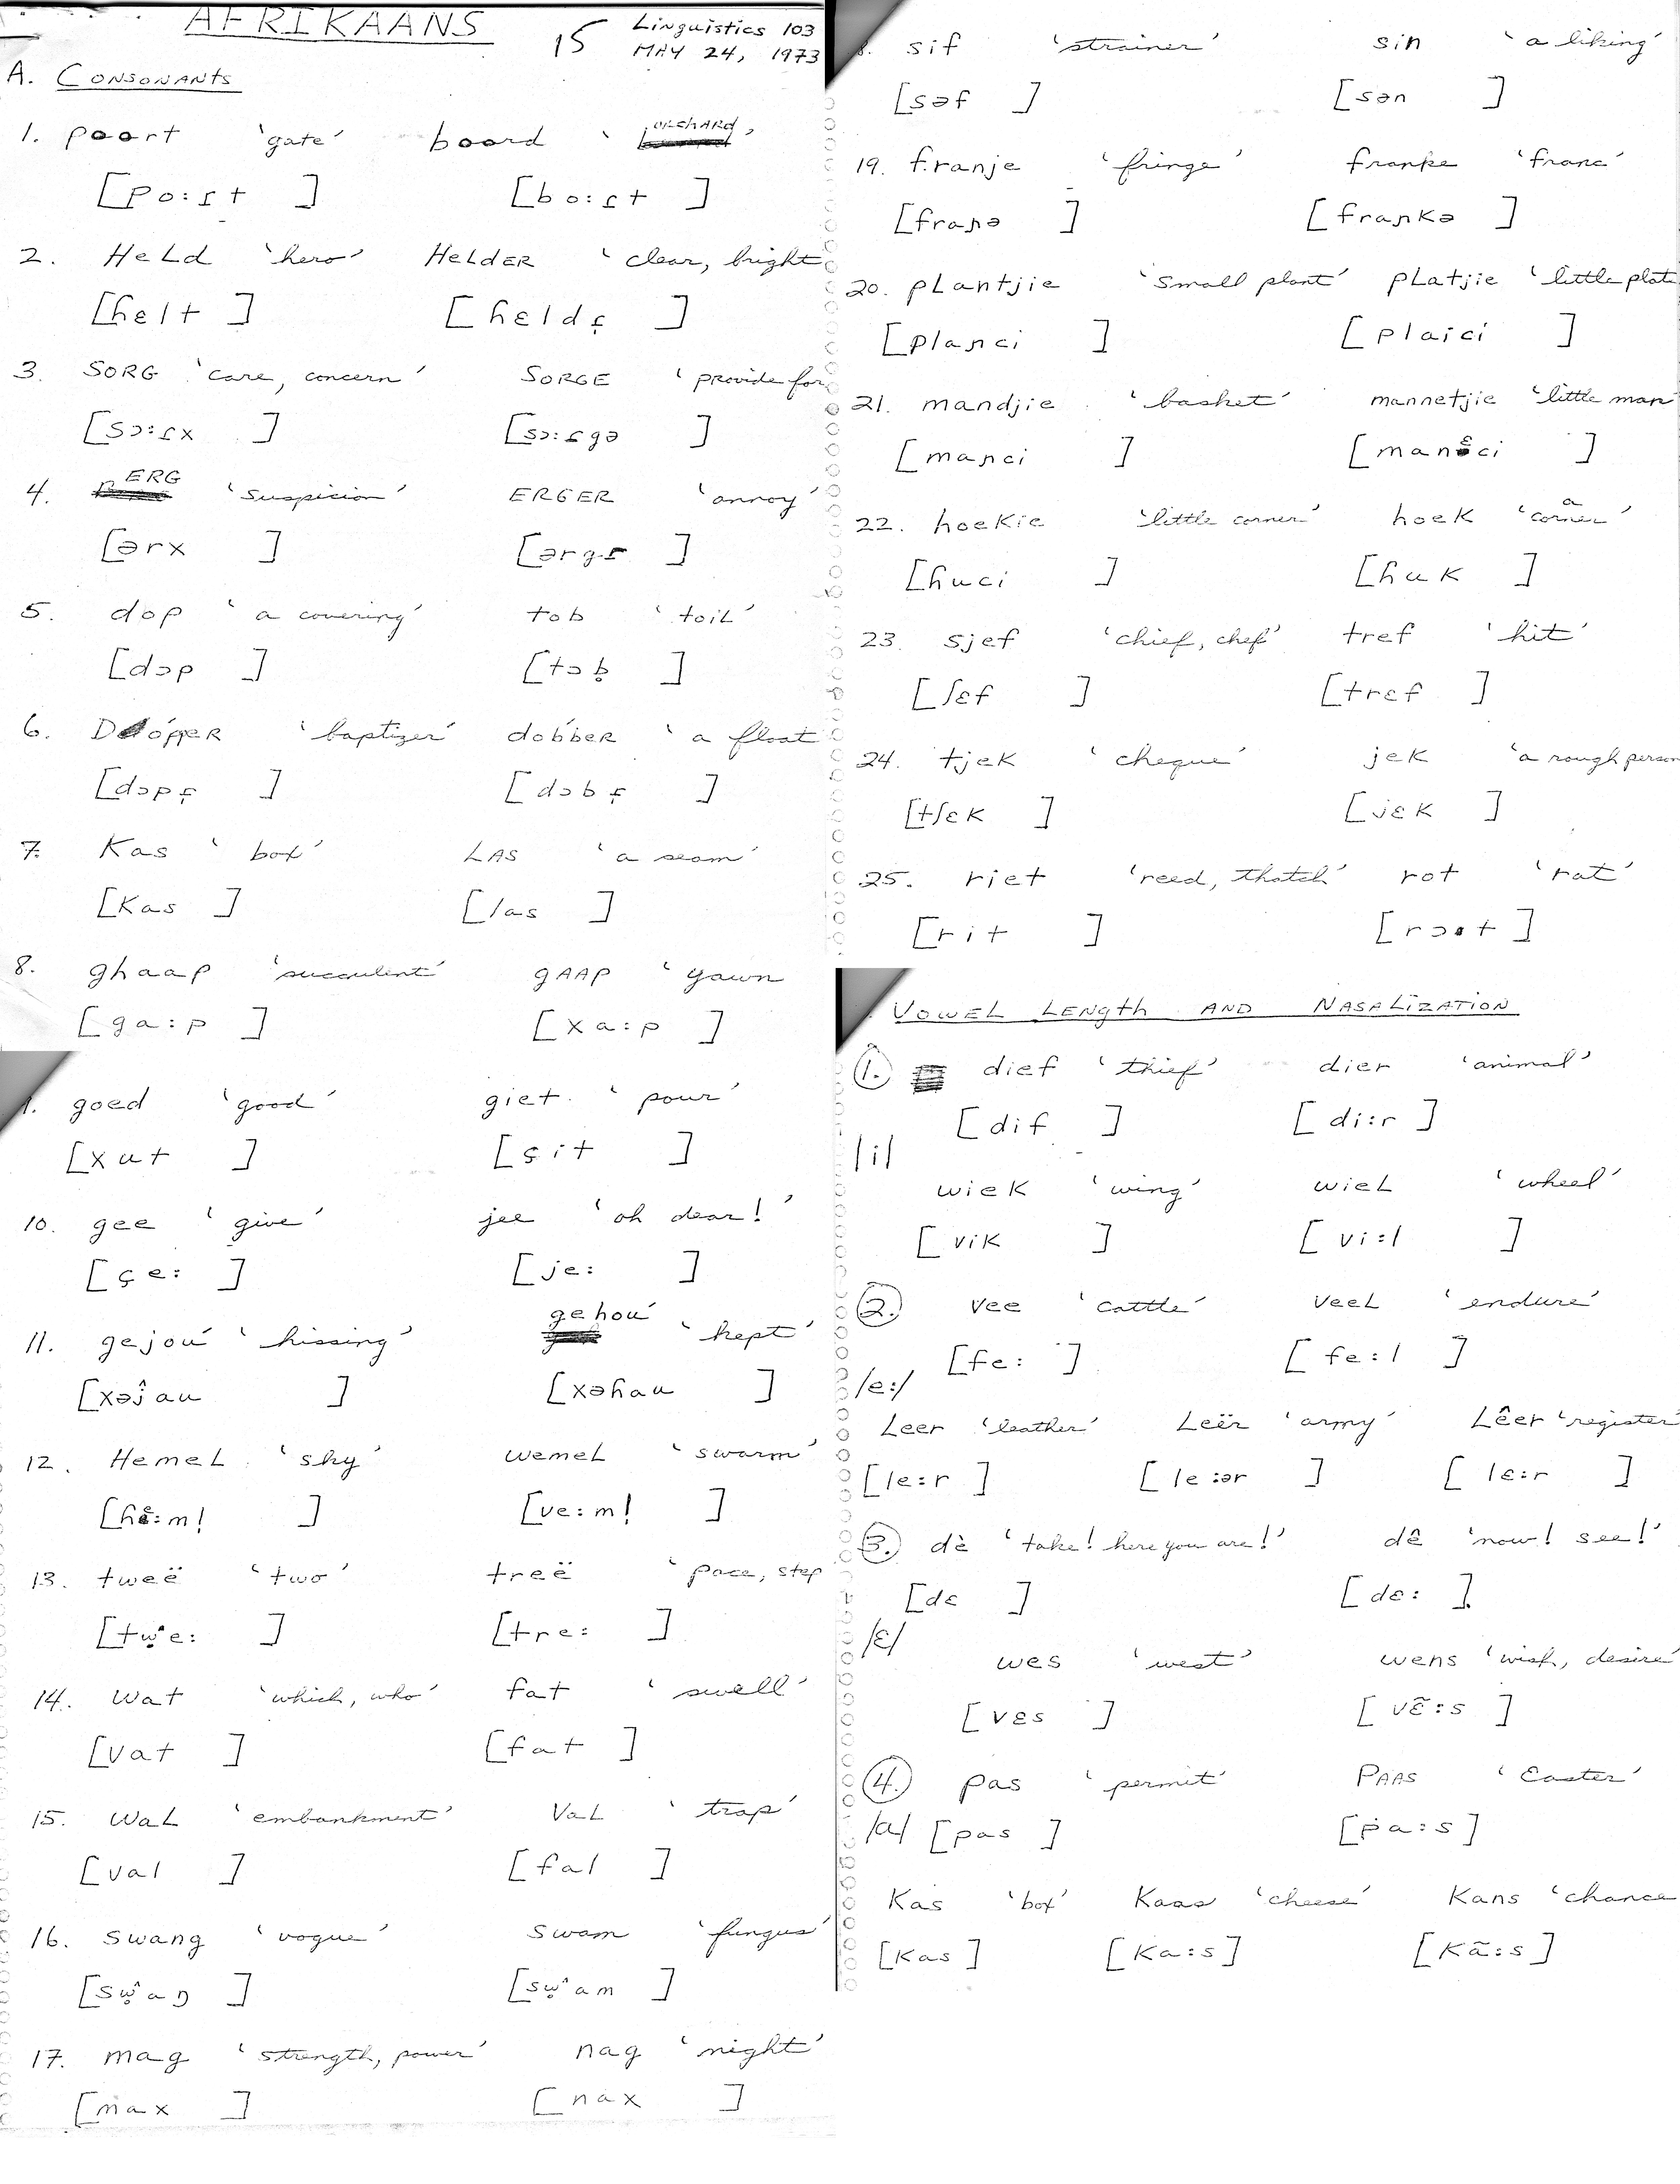 AFRIKAANS
15
Linguistics 103
MAY 24, 1973
A. CONSONANTS
1. poort 'gate' boord 'ORCHARD'
[po:ɾt ] [bo:ɾt ]
2. HeLd 'hero' HeLdER 'clear, bright
[ɦɛlt ] [ɦɛldɾ̩ ]
3. SORG 'care, concern' SORGE 'provide for
[sɔ:ɾx ] [sɔ:ɾgə ]
4. ERG 'suspicion' ERGER 'annoy'
[ərx ] [ərgɾ ]
5. dop 'a covering' tob 'toil'
[dɔp ] [tɔb̥ ]
6. Dópper 'baptizer' dobber 'a float
[dɔpɾ̩ ] [dɔbɾ̩ ]
7. Kas 'box' LAS 'a seam'
[kas ] [las ]
8. ghaap 'succulent' gAAP 'yawn
[ga:p ] [xa:p ]
9. goed 'good' giet 'pour'
[xut ] [çit ]
10. gee 'give' jee 'oh dear!'
[çe: ] [je: ]
11. gejou 'hissing' gehou 'kept'
[xəĵau ] [xəɦau ]
12. HemeL 'sky' wemeL 'swarm'
[ɦe:ml̩ ] [ve:ml̩ ]
13. tweë 'two' treë 'pace, step
[tw̥e: ] [tre: ]
14. wat 'which, who' fat 'swell'
[vat ] [fat ]
15. WaL 'embankment' VaL 'trap'
[val ] [fal ]
16. swang 'vogue' swam 'fungus'
[sw̥aŋ ] [sw̥am ]
17. mag 'strength, power' nag 'night'
[max ] [nax ]
8. sif 'strainer' sin 'a liking'
[səf ] [sən ]
19. franje 'fringe' franke 'franc'
[fraɲə ] [fraɲkə ]
20. pLantjie 'small plant' pLatjie 'little plate
[plaɲci ] [plaici ]
21. mandjie 'basket' mannetjie 'little man
[maɲci ] [manɛci ]
22. hoekie 'little corner' hoek 'a corner'
[ɦuci ] [ɦuk ]
23. sjef 'chief, chef' tref 'hit'
[ʃɛf ] [trɛf ]
24. tjek 'cheque' jek 'a rough person
[tʃɛk ] [jɛk ]
25. riet 'reed, thatch' rot 'rat'
[rit ] [rɔt]
VOWEL LENGth AND NASALiZATION
1. dief 'thief' dier 'animal'
[dif ] [di:r ]
/i/
wiek 'wing' wieL 'wheel'
[vik ] [vi:l ]
2. vee 'cattle' veeL 'endure'
[fe: ] [fe:l ]
/e:/
Leer 'leather' Leër 'army' Lêer 'register
[le:r ] [le:ər ] [lɛ:r ]
3. dè 'take! here you are!' dê 'now! see!'
[dɛ ] [dɛ: ]
/ɛ/
wes 'west' wens 'wish, desire'
[vɛs ] [vɛ̃:s ]
4. pas 'permit' PAAS 'Easter'
/a/ [pas ] [pa:s]
Kas 'box' Kaas 'cheese' Kans 'chance
[kas ] [ka:s] [kã:s]